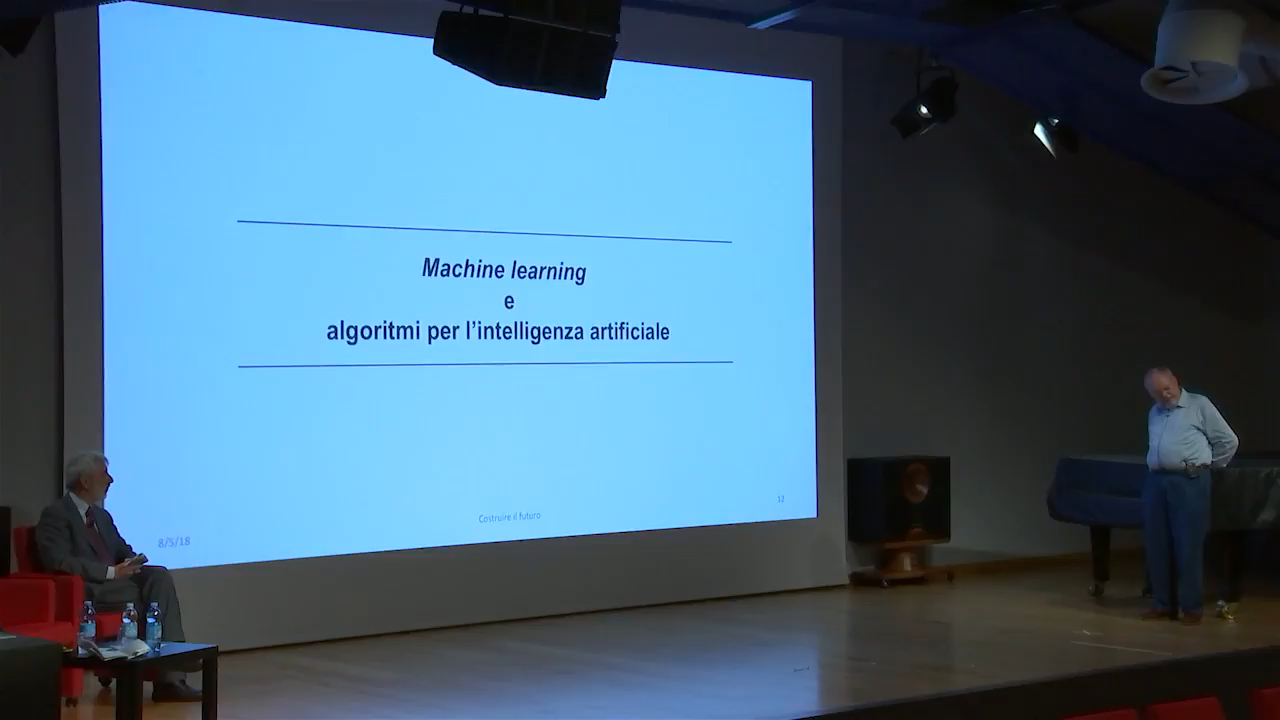 Machine learning
e
algoritmi per l'intelligenza artificiale
12
Costruire il futuro
8/5/18